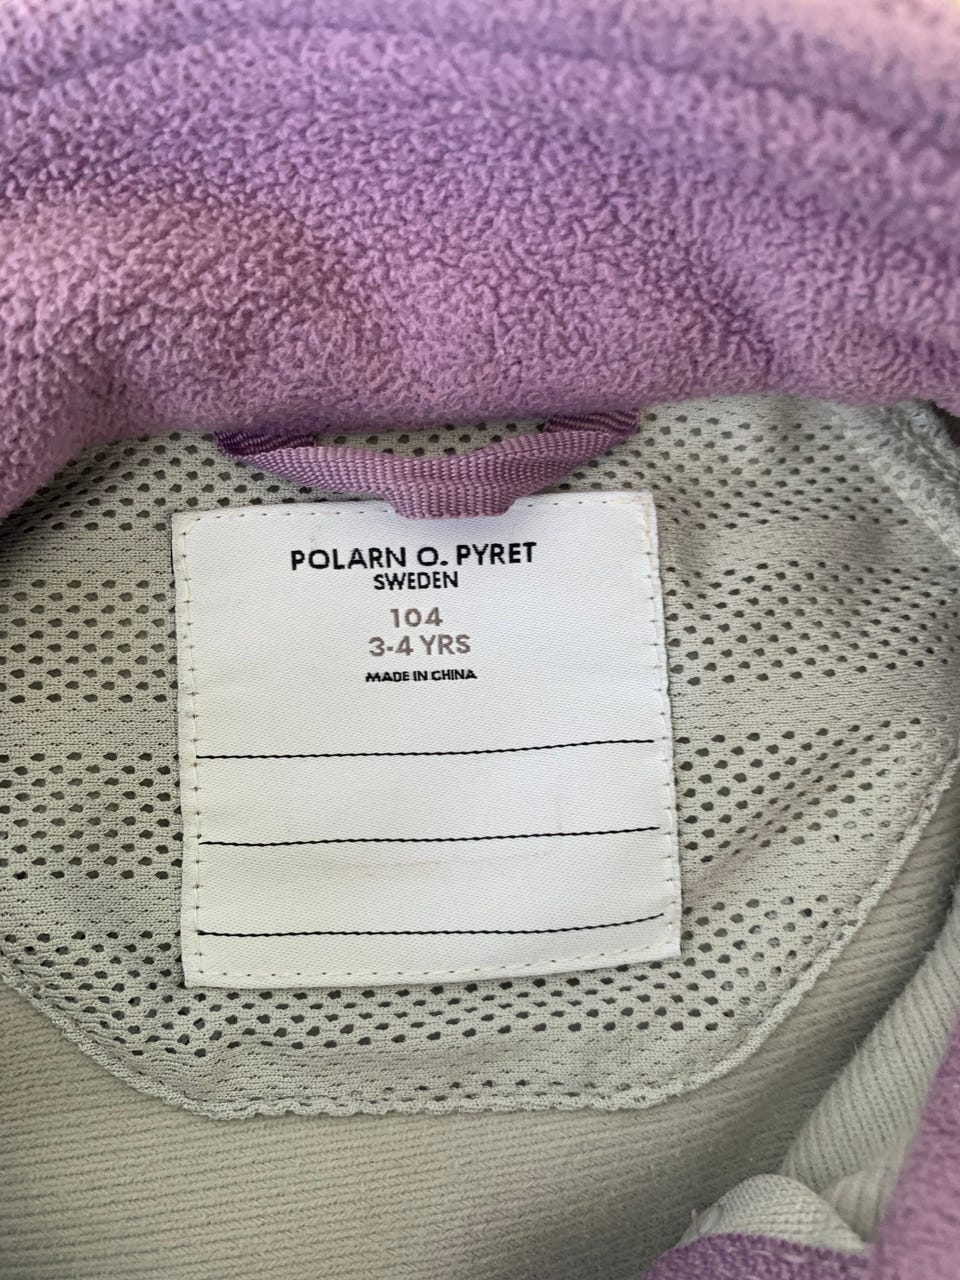 POLARN O. PYRET
SWEDEN
104
3-4 YRS
MADE IN CHINA